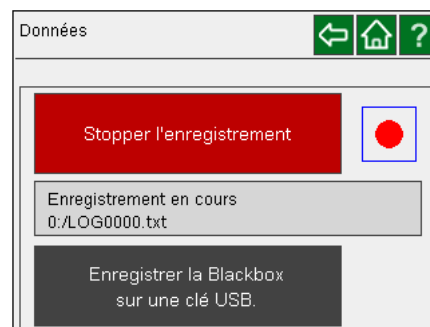 Données
?
Stopper l'enregistrement
Enregistrement en cours
0:/LOG0000.txt
Enregistrer la Blackbox
sur une clé USB.